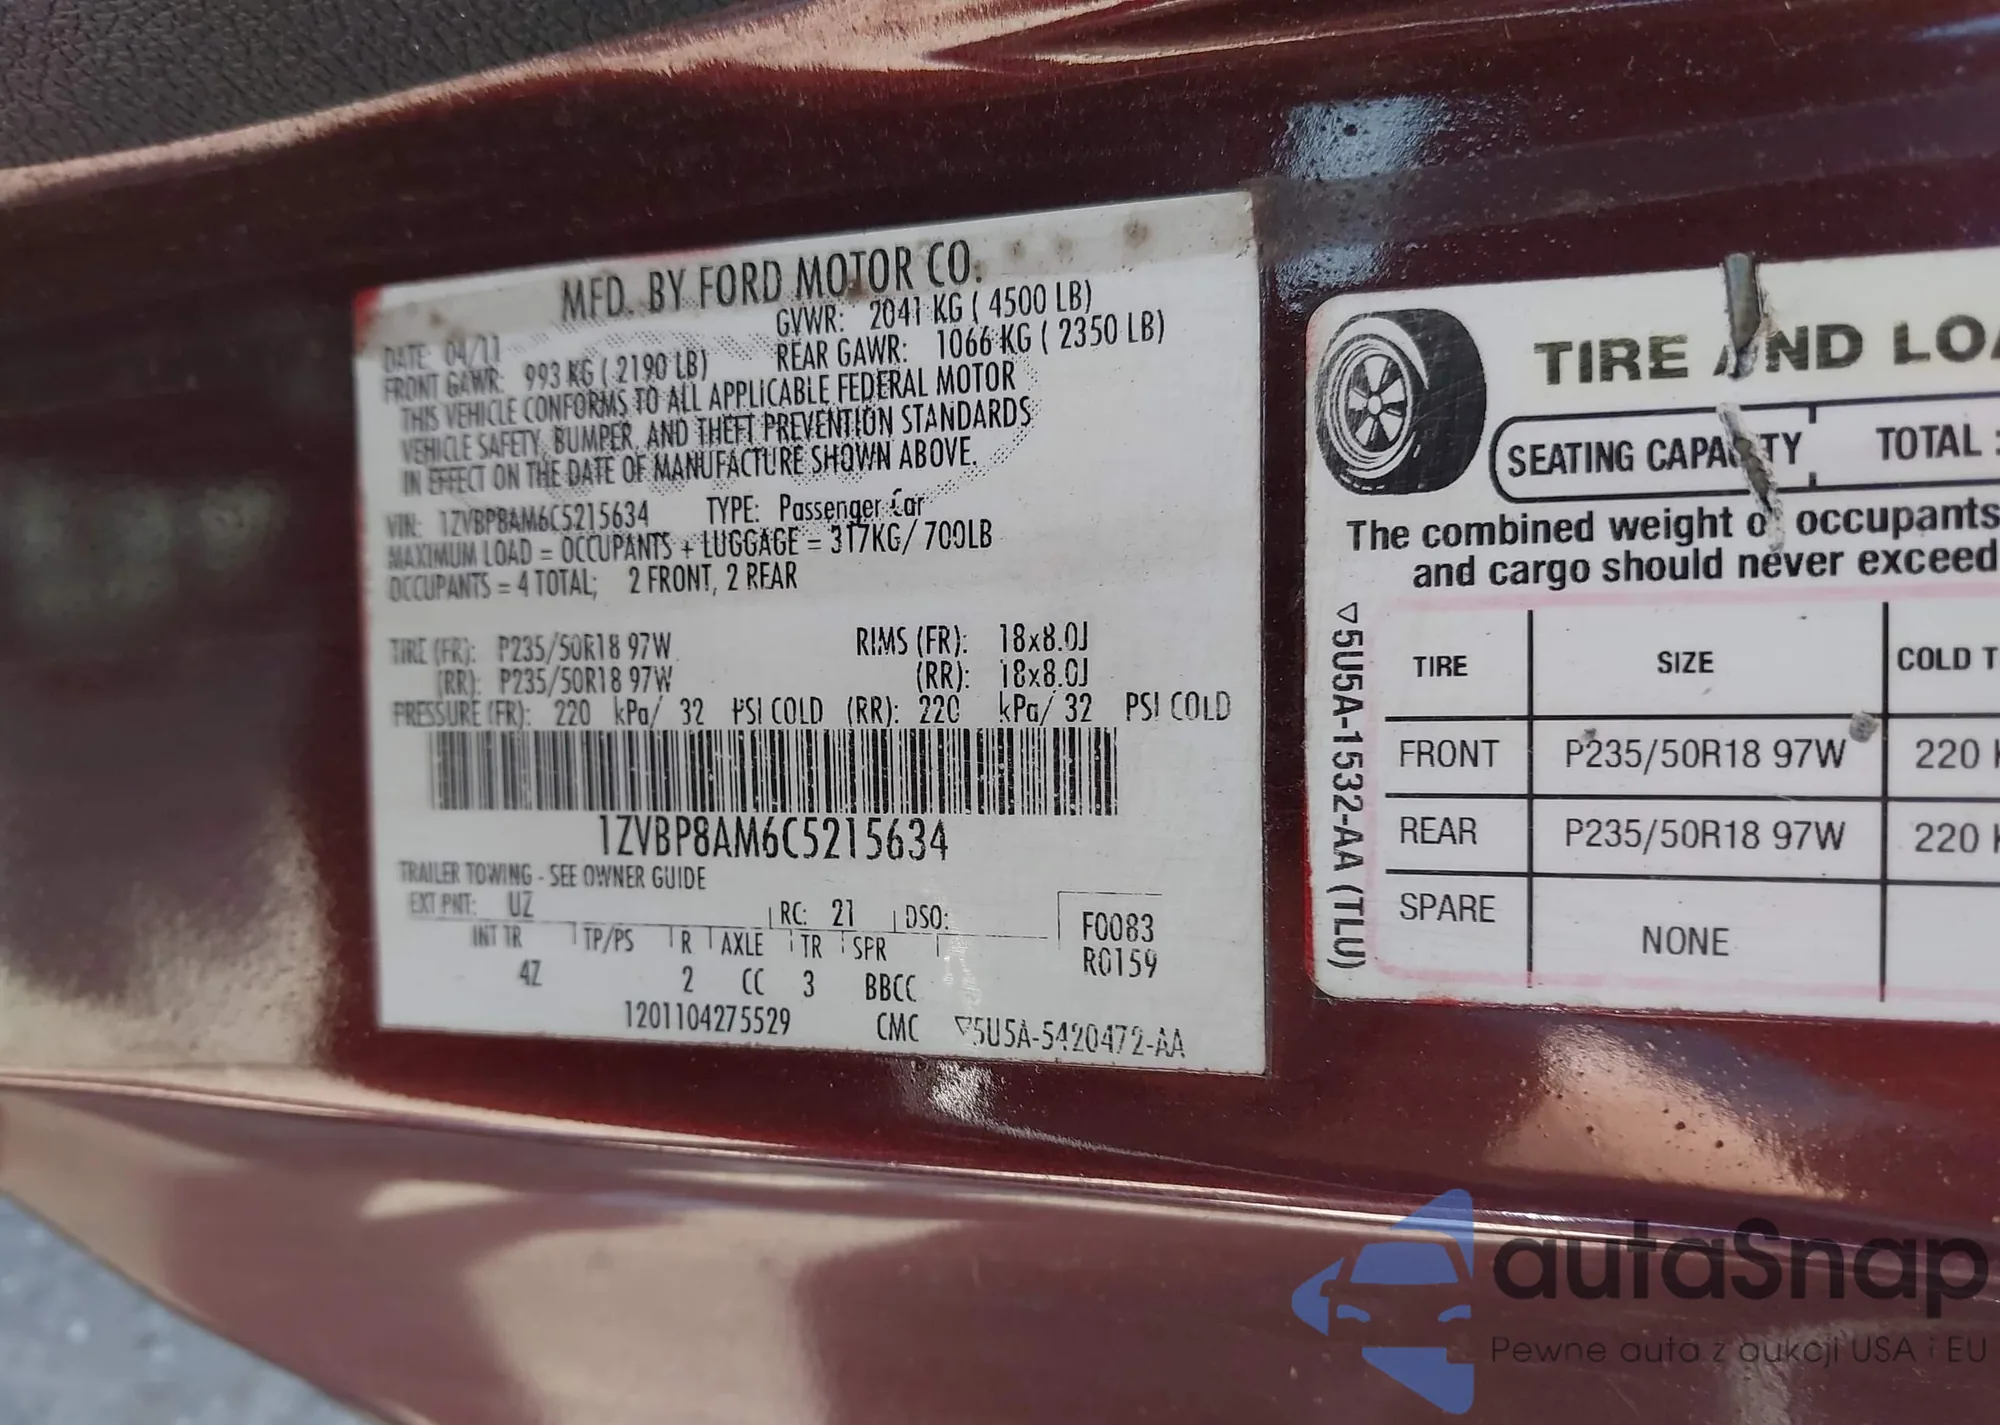 MFD. BY FORD MOTOR CO.
DATE: 04/11 GVWR: 2041 KG ( 4500 LB)
FRONT GAWR: 993 KG ( 2190 LB) REAR GAWR: 1066 KG ( 2350 LB)
THIS VEHICLE CONFORMS TO ALL APPLICABLE FEDERAL MOTOR
VEHICLE SAFETY, BUMPER, AND THEFT PREVENTION STANDARDS
IN EFFECT ON THE DATE OF MANUFACTURE SHOWN ABOVE.
VIN: 1ZVBP8AM6C5215634 TYPE: Passenger Car
MAXIMUM LOAD = OCCUPANTS + LUGGAGE = 317KG/ 700LB
OCCUPANTS = 4 TOTAL; 2 FRONT, 2 REAR
TIRE (FR): P235/50R18 97W RIMS (FR): 18x8.0J
(RR): P235/50R18 97W (RR): 18x8.0J
PRESSURE (FR): 220 kPa/ 32 PSI COLD (RR): 220 kPa/ 32 PSI COLD
1ZVBP8AM6C5215634
TRAILER TOWING - SEE OWNER GUIDE
EXT PNT: UZ RC: 21 DSO: F0083
INT TR TP/PS R AXLE TR SPR R0159
4Z 2 CC 3 BBCC
1201104275529 CMC ▽5U5A-5420472-AA
TIRE AND LOA
SEATING CAPACITY TOTAL :
The combined weight of occupants
and cargo should never exceed
▽5U5A-1532-AA (TLU)
TIRE SIZE COLD T
FRONT P235/50R18 97W 220 K
REAR P235/50R18 97W 220 K
SPARE NONE
autaSnap
Pewne auta z aukcji USA i EU